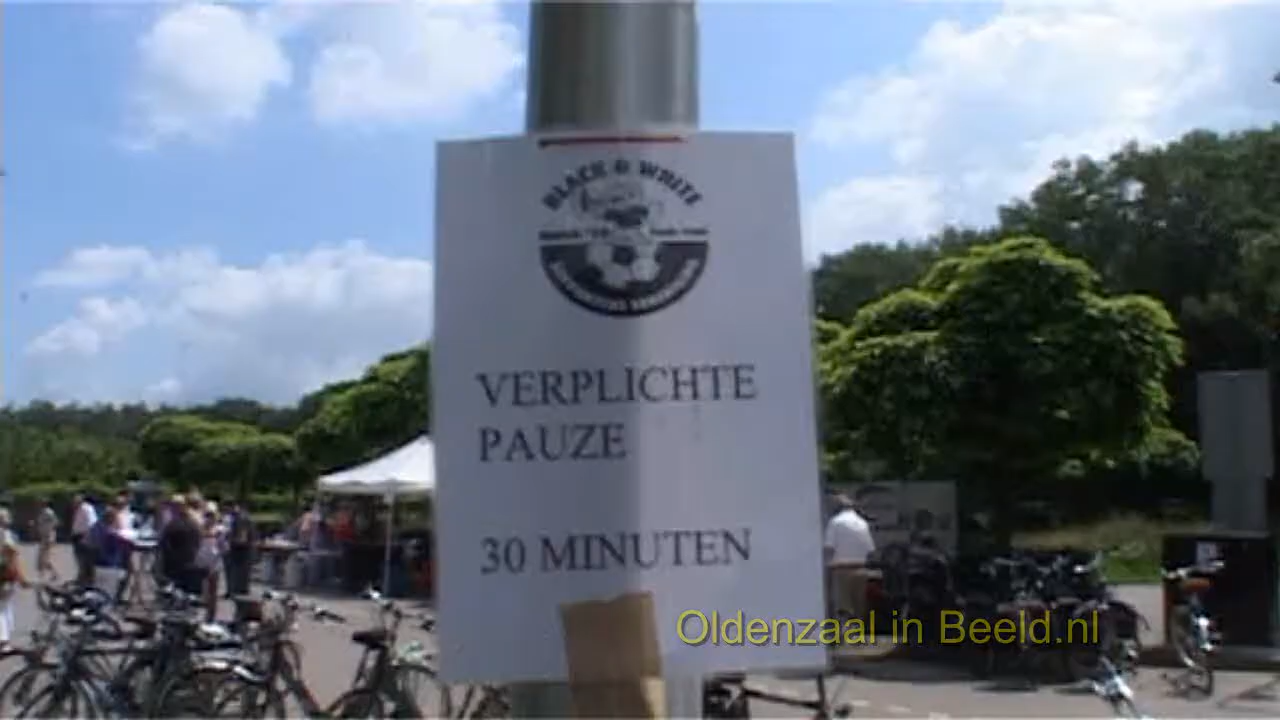 BLACK & WHITE
VERPLICHTE
PAUZE
30 MINUTEN
Oldenzaal in Beeld.nl